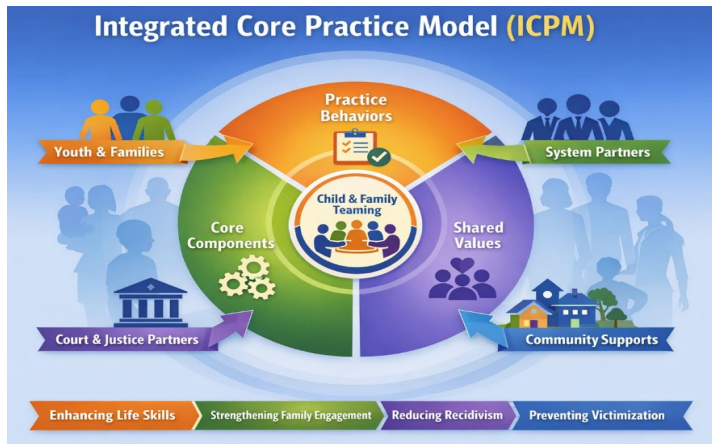 Integrated Core Practice Model (ICPM)
Practice
Behaviors
Youth & Families
System Partners
Child & Family
Teaming
Core
Components
Shared
Values
Court & Justice Partners
Community Supports
Enhancing Life Skills
Strengthening Family Engagement
Reducing Recidivism
Preventing Victimization